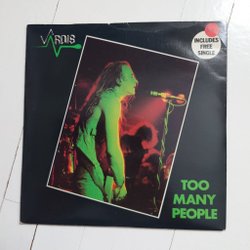 VARDIS
INCLUDES
FREE
SINGLE
TOO
MANY
PEOPLE